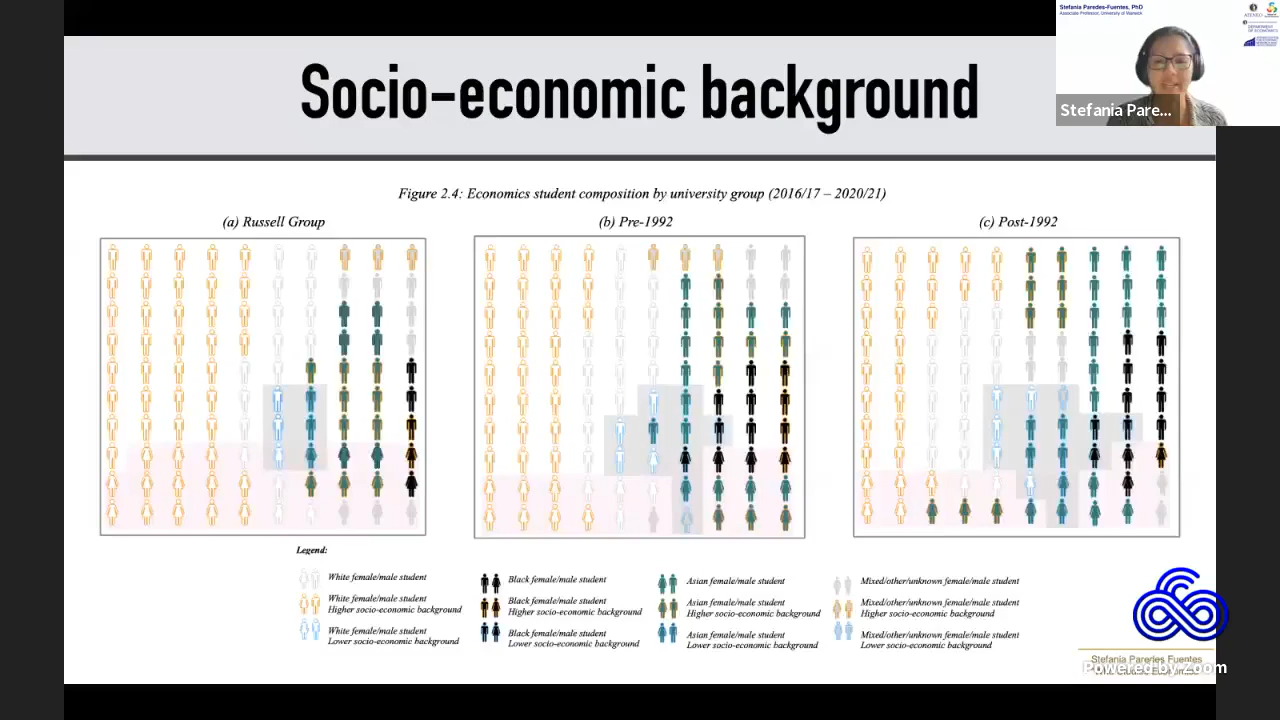 Stefania Paredes-Fuentes, PhD
Associate Professor, University of Warwick
DEPARTMENT
OF ECONOMICS
Stefania Pare...
Socio-economic background
Figure 2.4: Economics student composition by university group (2016/17 – 2020/21)
(a) Russell Group
(b) Pre-1992
(c) Post-1992
Legend:
White female/male student
White female/male student
Higher socio-economic background
White female/male student
Lower socio-economic background
Black female/male student
Black female/male student
Higher socio-economic background
Black female/male student
Lower socio-economic background
Asian female/male student
Asian female/male student
Higher socio-economic background
Asian female/male student
Lower socio-economic background
Mixed/other/unknown female/male student
Mixed/other/unknown female/male student
Higher socio-economic background
Mixed/other/unknown female/male student
Lower socio-economic background
Stefania Paredes Fuentes
Powered by Zoom